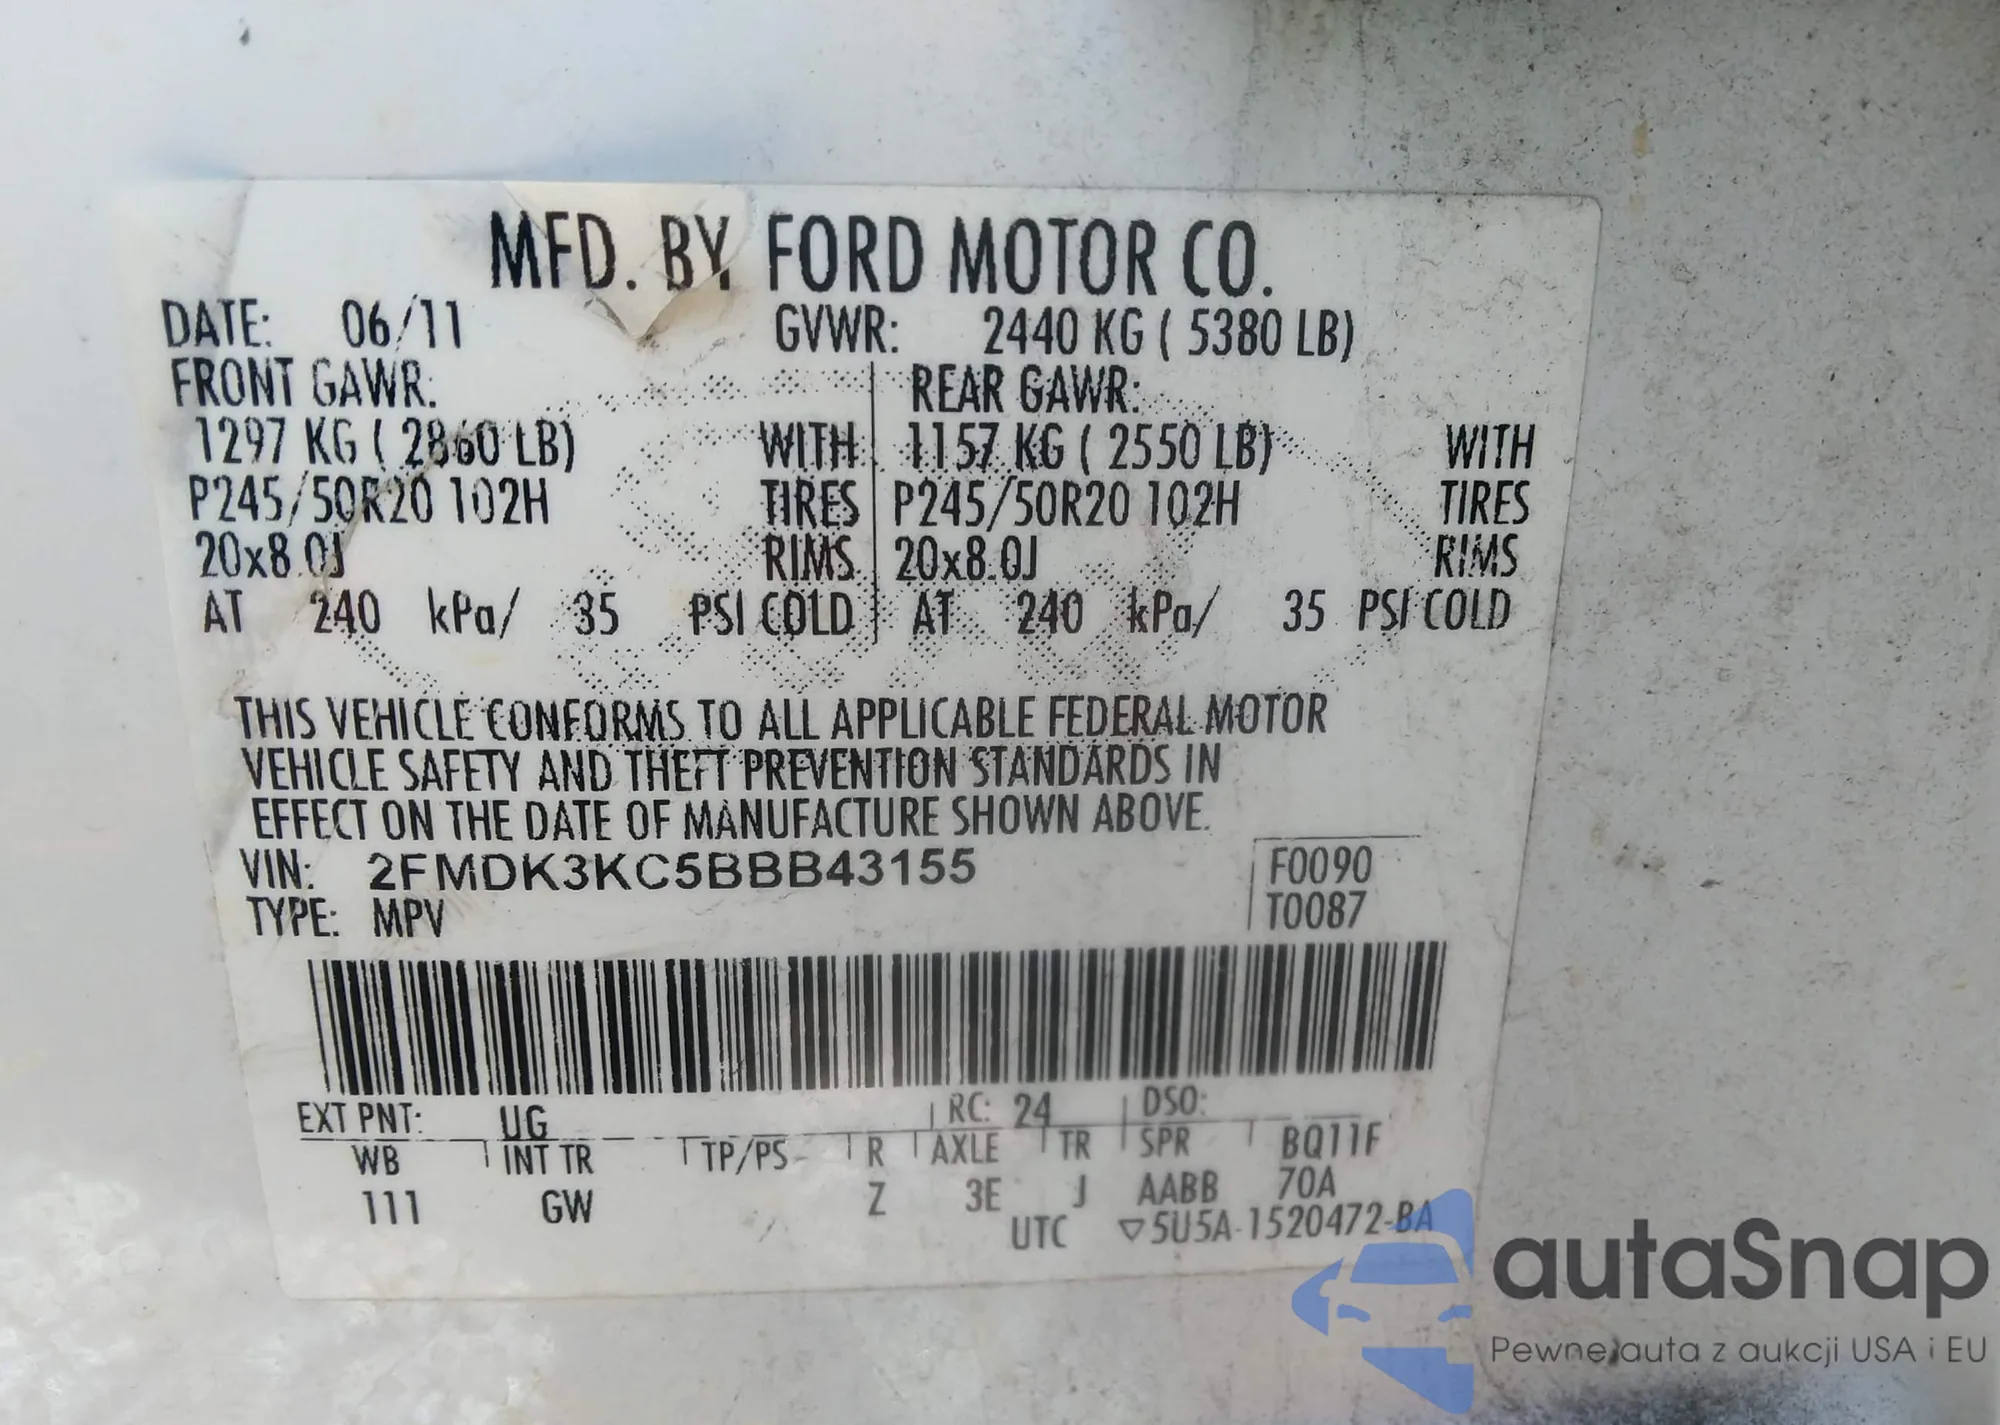 MFD. BY FORD MOTOR CO.
DATE: 06/11 GVWR: 2440 KG ( 5380 LB)
FRONT GAWR: REAR GAWR:
1297 KG ( 2860 LB) WITH 1157 KG ( 2550 LB) WITH
P245/50R20 102H TIRES P245/50R20 102H TIRES
20x8.0J RIMS 20x8.0J RIMS
AT 240 kPa/ 35 PSI COLD AT 240 kPa/ 35 PSI COLD
THIS VEHICLE CONFORMS TO ALL APPLICABLE FEDERAL MOTOR
VEHICLE SAFETY AND THEFT PREVENTION STANDARDS IN
EFFECT ON THE DATE OF MANUFACTURE SHOWN ABOVE.
VIN: 2FMDK3KC5BBB43155 F0090
TYPE: MPV T0087
EXT PNT: UG RC: 24 DSO:
WB INT TR TP/PS R AXLE TR SPR BQ11F
111 GW Z 3E J AABB 70A
UTC ▽5U5A-1520472-BA
autaSnap
Pewne auta z aukcji USA i EU